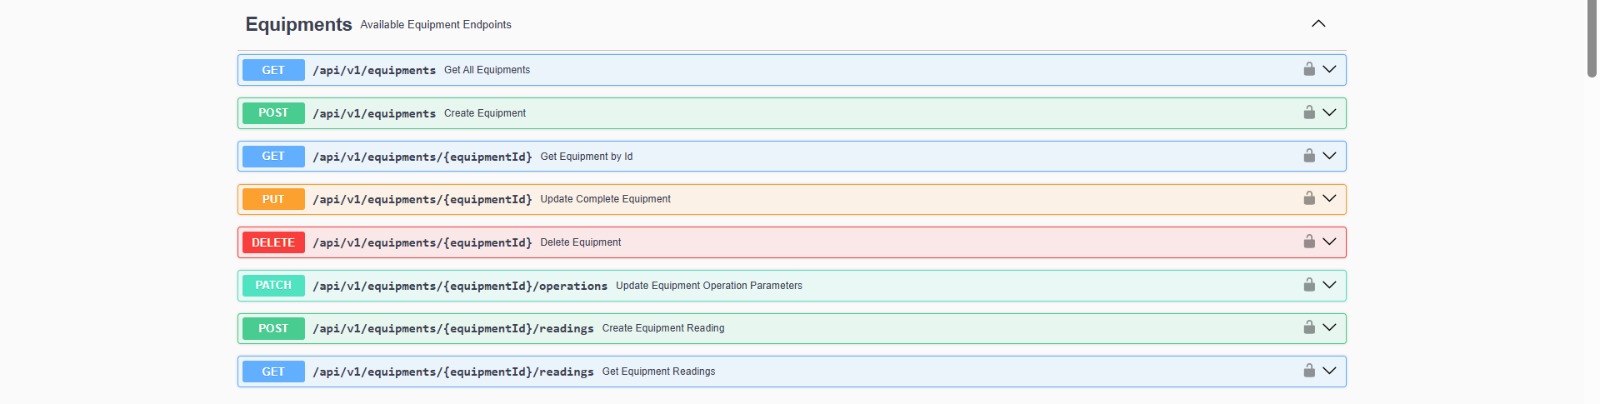 Equipments Available Equipment Endpoints
GET /api/v1/equipments Get All Equipments
POST /api/v1/equipments Create Equipment
GET /api/v1/equipments/{equipmentId} Get Equipment by Id
PUT /api/v1/equipments/{equipmentId} Update Complete Equipment
DELETE /api/v1/equipments/{equipmentId} Delete Equipment
PATCH /api/v1/equipments/{equipmentId}/operations Update Equipment Operation Parameters
POST /api/v1/equipments/{equipmentId}/readings Create Equipment Reading
GET /api/v1/equipments/{equipmentId}/readings Get Equipment Readings